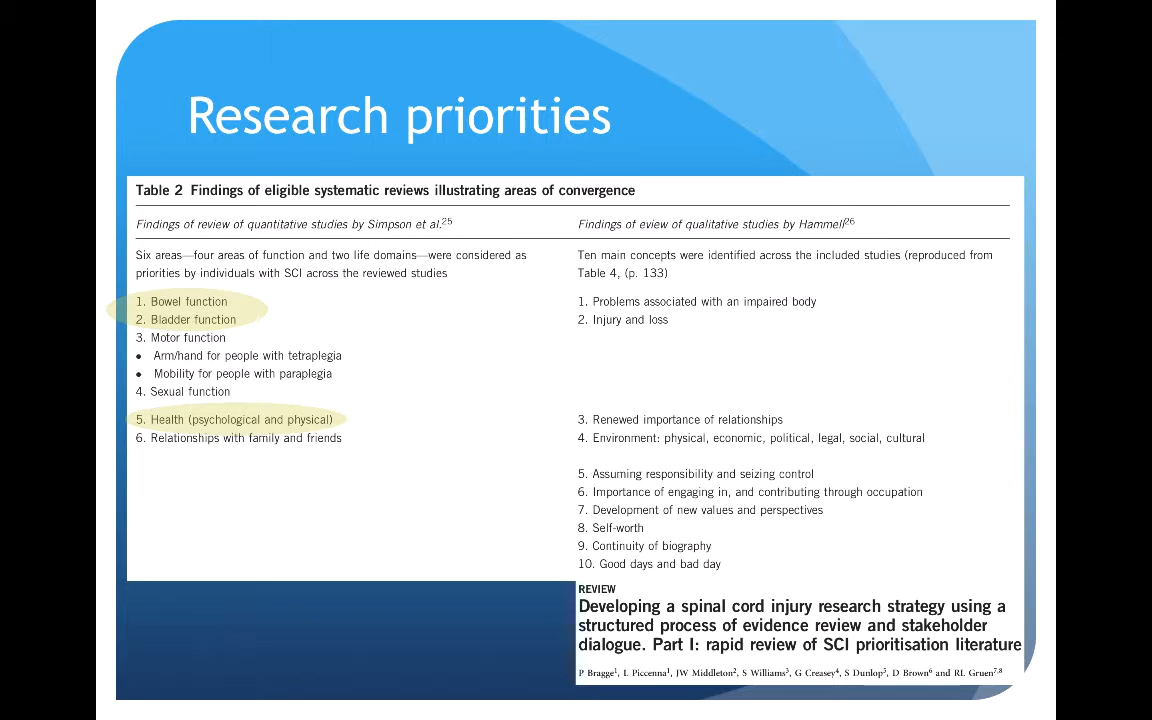 Research priorities
Table 2 Findings of eligible systematic reviews illustrating areas of convergence
Findings of review of quantitative studies by Simpson et al.25
Findings of eview of qualitative studies by Hammell26
Six areas—four areas of function and two life domains—were considered as
priorities by individuals with SCI across the reviewed studies
Ten main concepts were identified across the included studies (reproduced from
Table 4, (p. 133)
1. Bowel function
2. Bladder function
3. Motor function
• Arm/hand for people with tetraplegia
• Mobility for people with paraplegia
4. Sexual function
1. Problems associated with an impaired body
2. Injury and loss
5. Health (psychological and physical)
6. Relationships with family and friends
3. Renewed importance of relationships
4. Environment: physical, economic, political, legal, social, cultural
5. Assuming responsibility and seizing control
6. Importance of engaging in, and contributing through occupation
7. Development of new values and perspectives
8. Self-worth
9. Continuity of biography
10. Good days and bad day
REVIEW
Developing a spinal cord injury research strategy using a
structured process of evidence review and stakeholder
dialogue. Part I: rapid review of SCI prioritisation literature
P Bragge1, L Piccenna1, JW Middleton2, S Williams3, G Creasey4, S Dunlop5, D Brown6 and RL Gruen7,8